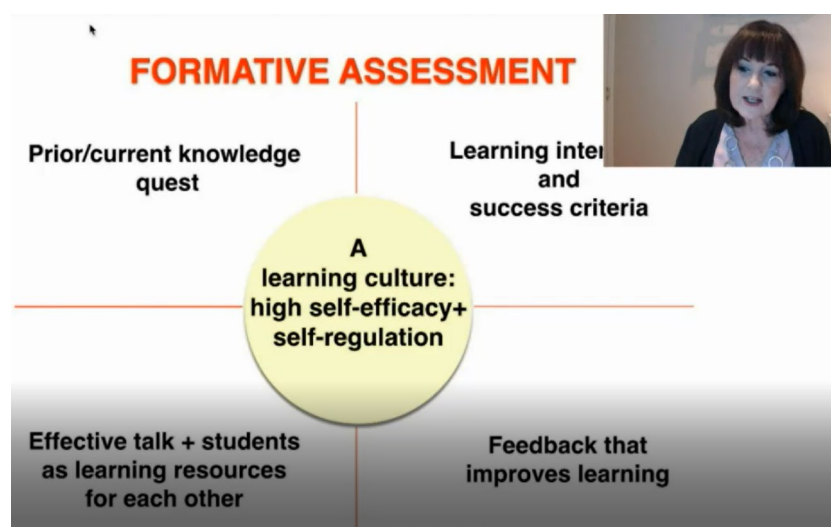 FORMATIVE ASSESSMENT
Prior/current knowledge
quest
Learning
and
success criteria
A
learning culture:
high self-efficacy+
self-regulation
Effective talk + students
as learning resources
for each other
Feedback that
improves learning